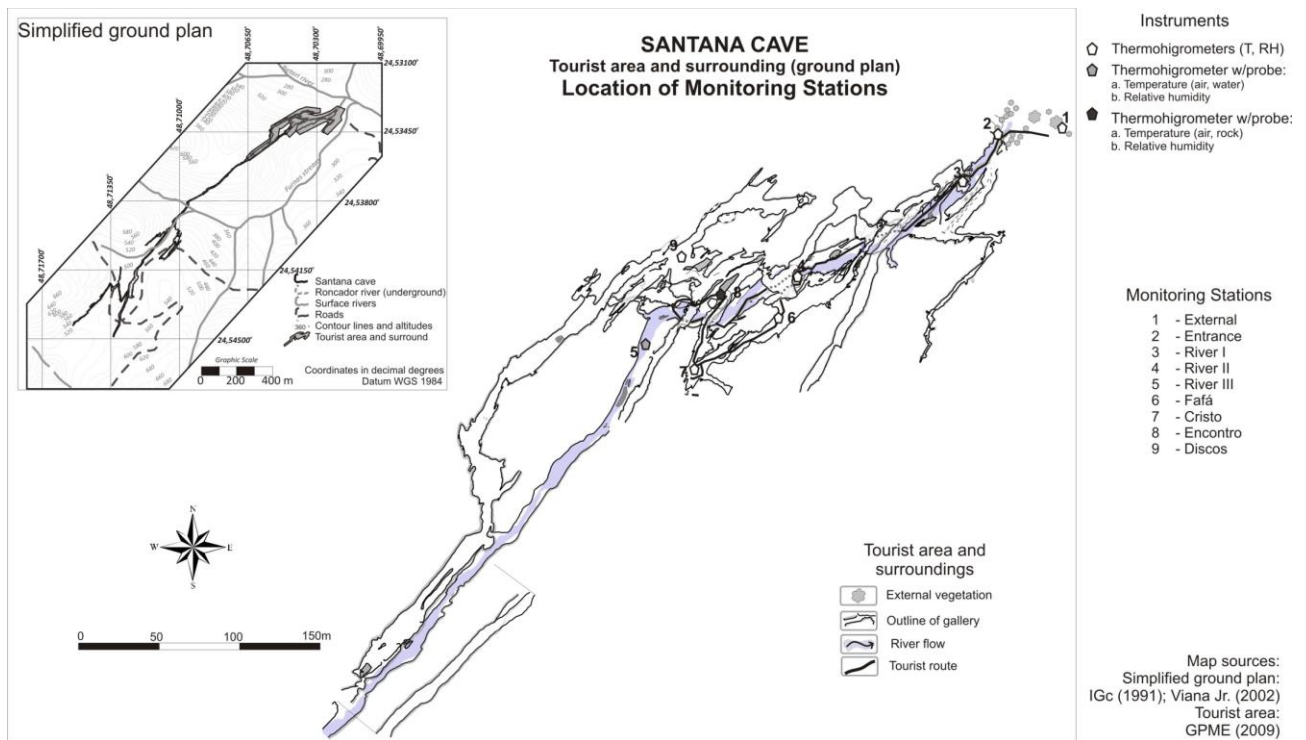 Simplified ground plan
48,70650'
48,70300'
48,69950'
24,53100'
48,71000'
24,53450'
48,71350'
24,53800'
48,71700'
24,54150'
24,54500'
Furnas stream
Santana cave
Roncador river (underground)
Surface rivers
Roads
360 Contour lines and altitudes
Tourist area and surround
Graphic Scale
0 200 400 m
Coordinates in decimal degrees
Datum WGS 1984
SANTANA CAVE
Tourist area and surrounding (ground plan)
Location of Monitoring Stations
1
2
3
9
8
6
5
7
N
W E
S
0 50 100 150m
Tourist area and
surroundings
External vegetation
Outline of gallery
River flow
Tourist route
Instruments
Thermohigrometers (T, RH)
Thermohigrometer w/probe:
a. Temperature (air, water)
b. Relative humidity
Thermohigrometer w/probe:
a. Temperature (air, rock)
b. Relative humidity
Monitoring Stations
1 - External
2 - Entrance
3 - River I
4 - River II
5 - River III
6 - Fafá
7 - Cristo
8 - Encontro
9 - Discos
Map sources:
Simplified ground plan:
IGc (1991); Viana Jr. (2002)
Tourist area:
GPME (2009)